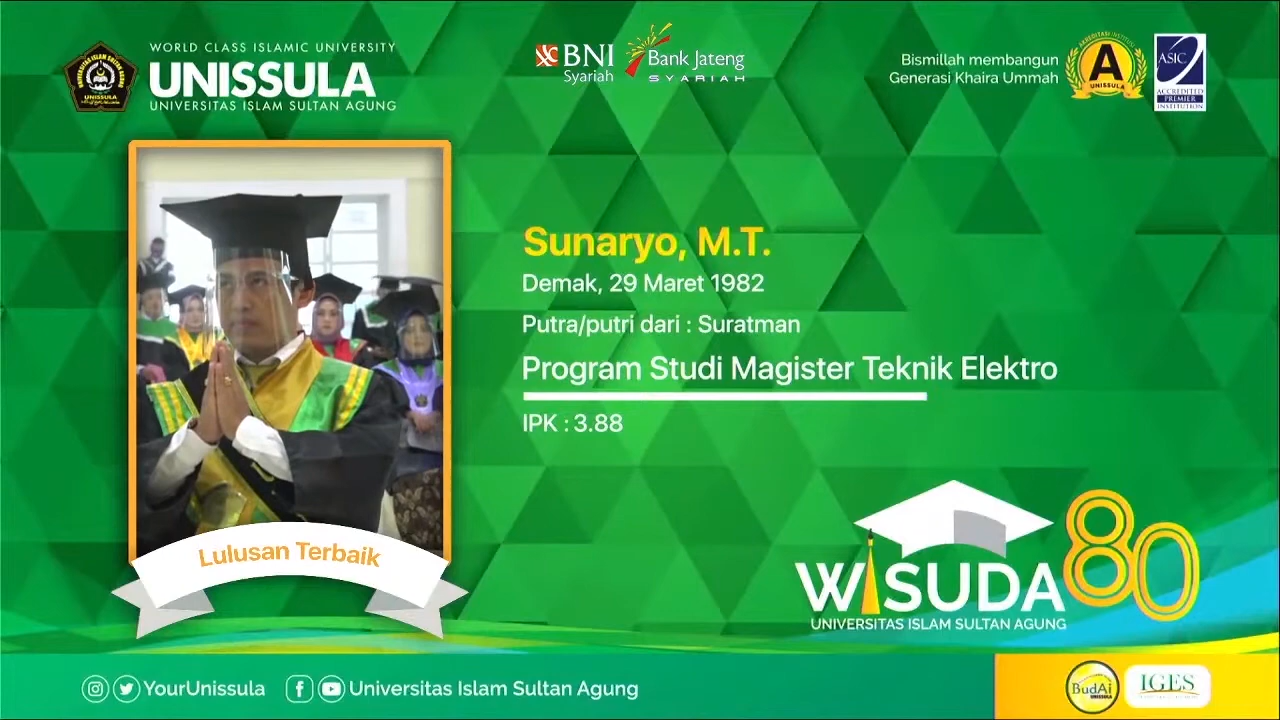 WORLD CLASS ISLAMIC UNIVERSITY
UNISSULA
UNIVERSITAS ISLAM SULTAN AGUNG
BNI
Syariah
Bank Jateng
SYARIAH
Bismillah membangun
Generasi Khaira Ummah
A
UNISSULA
ASIC
ACCREDITED
PREMIER
INSTITUTION
Sunaryo, M.T.
Demak, 29 Maret 1982
Putra/putri dari : Suratman
Program Studi Magister Teknik Elektro
IPK : 3.88
Lulusan Terbaik
WISUDA 80
UNIVERSITAS ISLAM SULTAN AGUNG
YourUnissula
Universitas Islam Sultan Agung
BudAi
UNISSULA
IGES